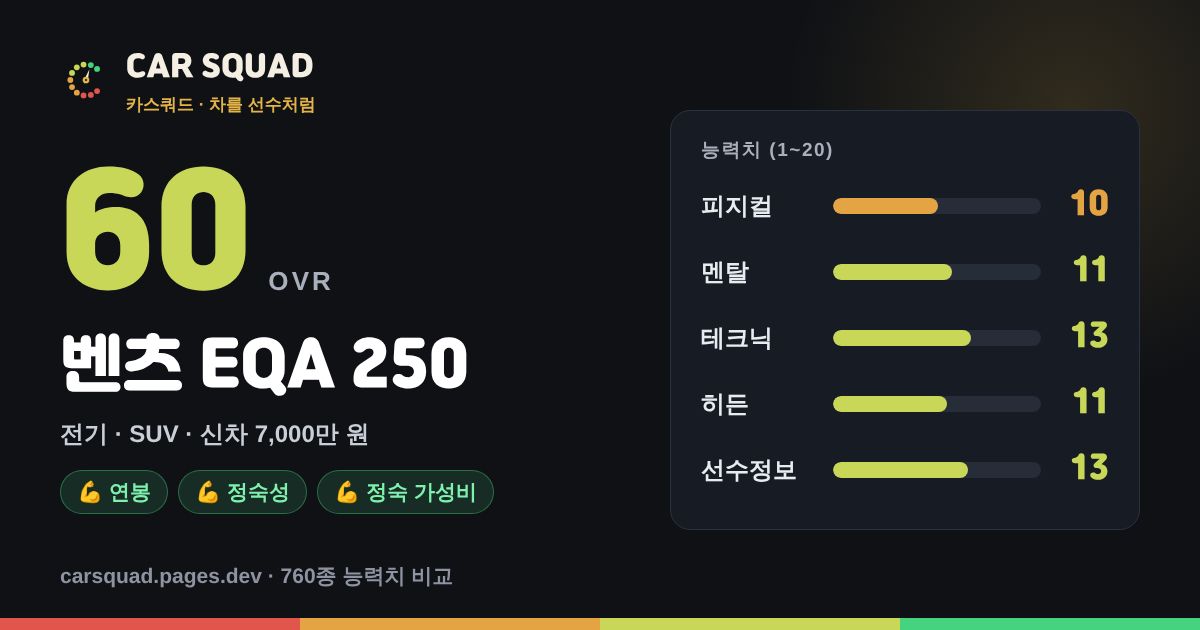 CAR SQUAD
카스쿼드 · 차를 선수처럼
60 OVR
벤츠 EQA 250
전기 · SUV · 신차 7,000만 원
💪 연봉 💪 정숙성 💪 정숙 가성비
carsquad.pages.dev · 760종 능력치 비교
능력치 (1~20)
피지컬 10
멘탈 11
테크닉 13
히든 11
선수정보 13